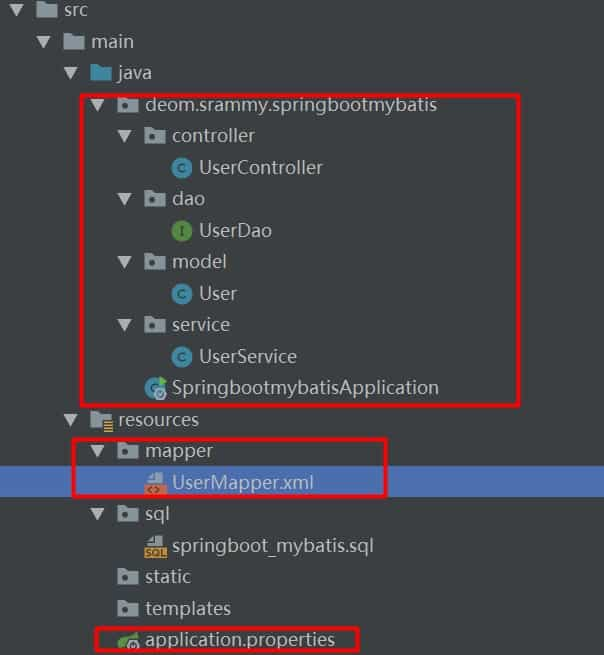 src
main
java
deom.srammy.springbootmybatis
controller
C UserController
dao
I UserDao
model
C User
service
C UserService
C SpringbootmybatisApplication
resources
mapper
<> UserMapper.xml
sql
SQL springboot_mybatis.sql
static
templates
application.properties